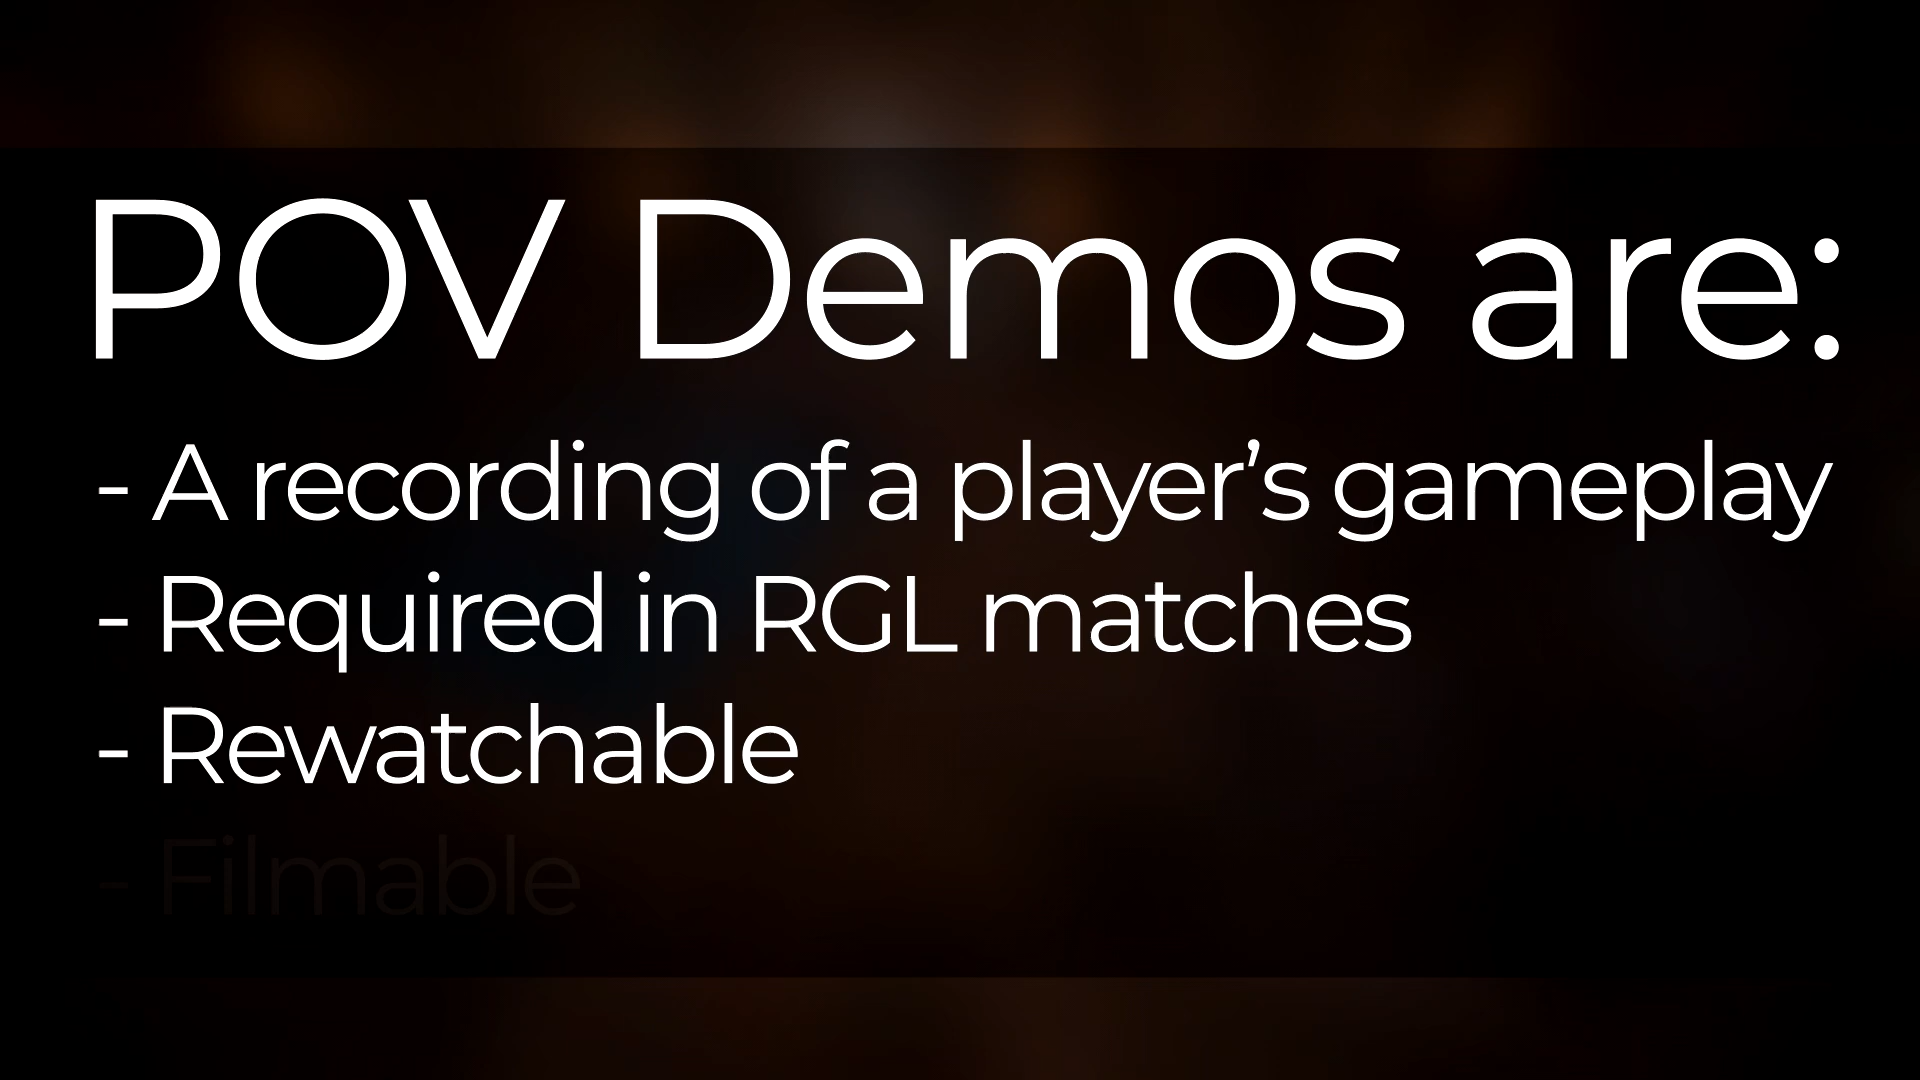 POV Demos are:
- A recording of a player’s gameplay
- Required in RGL matches
- Rewatchable
- Filmable